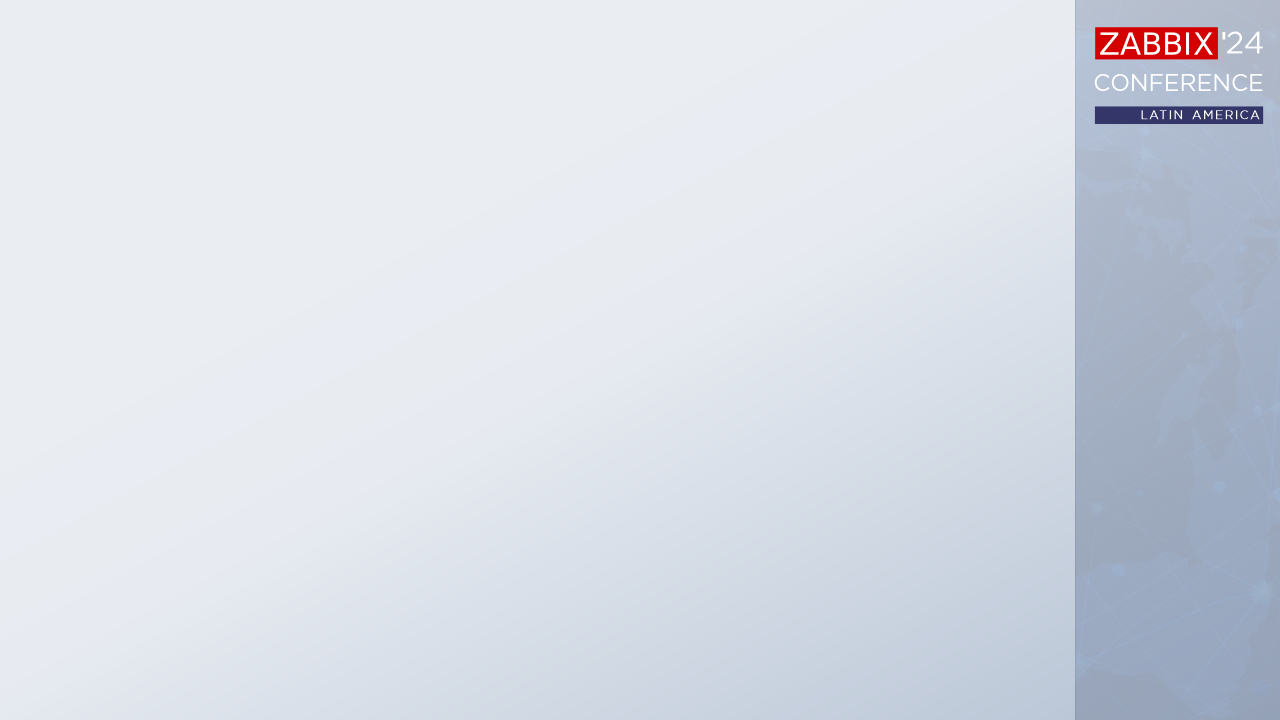 ZABBIX '24
CONFERENCE
LATIN AMERICA